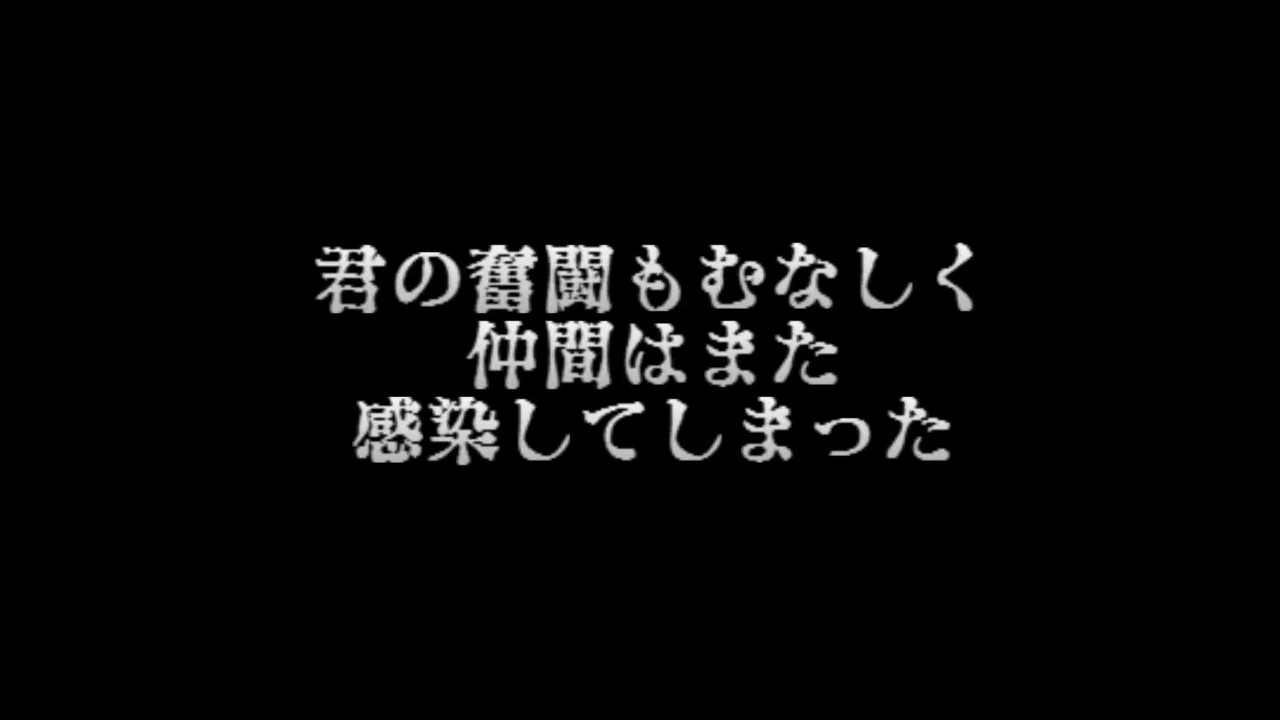 君の奮闘もむなしく
仲間はまた
感染してしまった